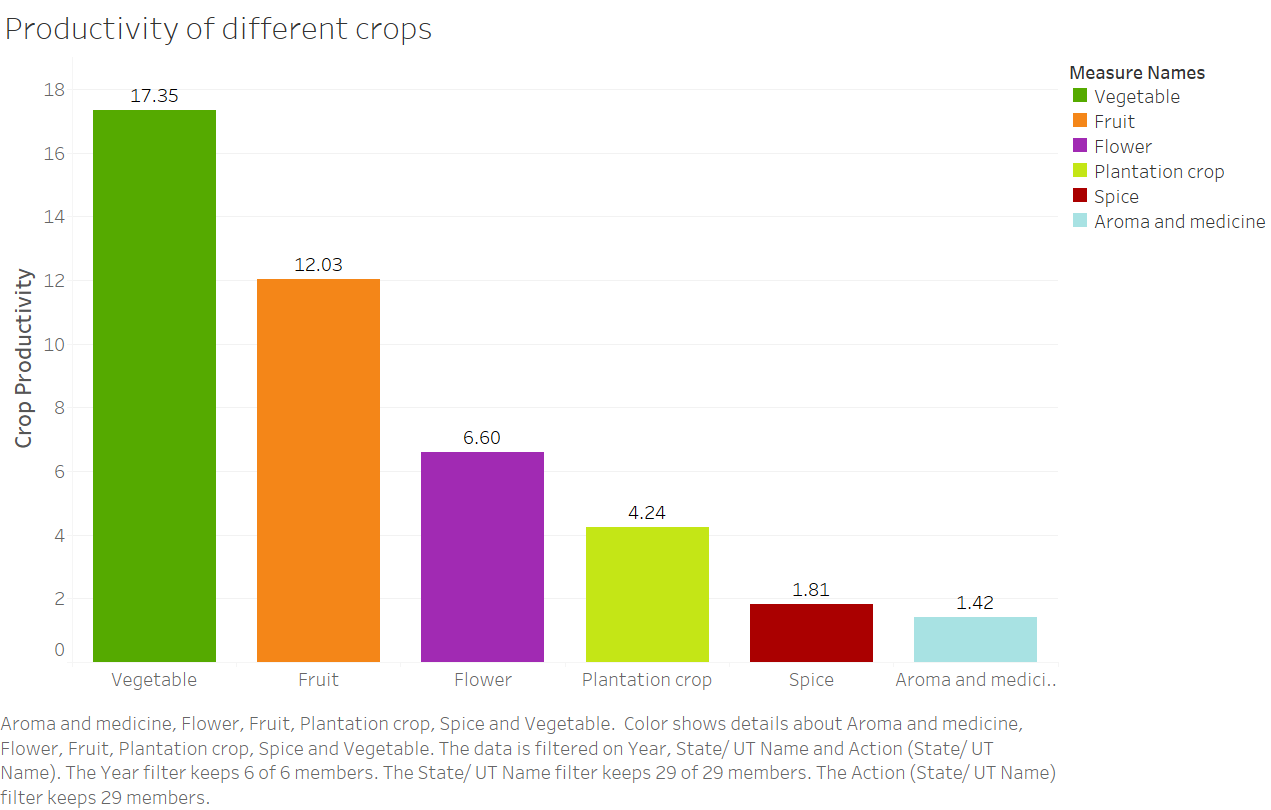 Productivity of different crops
Measure Names
Vegetable
Fruit
Flower
Plantation crop
Spice
Aroma and medicine
Crop Productivity
18
16
14
12
10
8
6
4
2
0
17.35
12.03
6.60
4.24
1.81
1.42
Vegetable
Fruit
Flower
Plantation crop
Spice
Aroma and medici..
Aroma and medicine, Flower, Fruit, Plantation crop, Spice and Vegetable.  Color shows details about Aroma and medicine,
Flower, Fruit, Plantation crop, Spice and Vegetable. The data is filtered on Year, State/ UT Name and Action (State/ UT
Name). The Year filter keeps 6 of 6 members. The State/ UT Name filter keeps 29 of 29 members. The Action (State/ UT Name)
filter keeps 29 members.